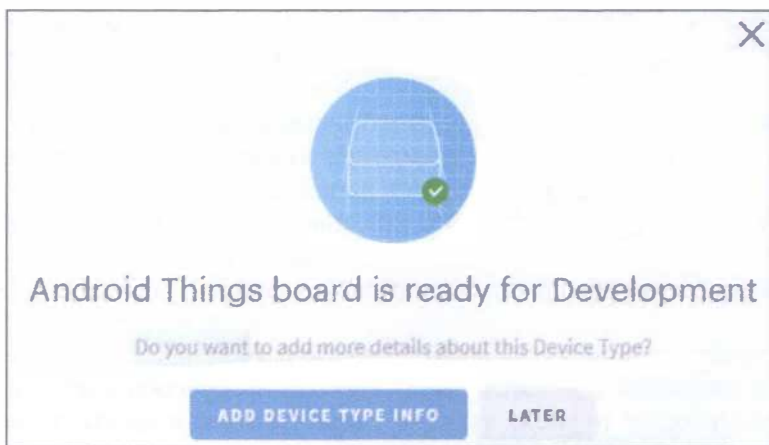 Android Things board is ready for Development
Do you want to add more details about this Device Type?
ADD DEVICE TYPE INFO
LATER